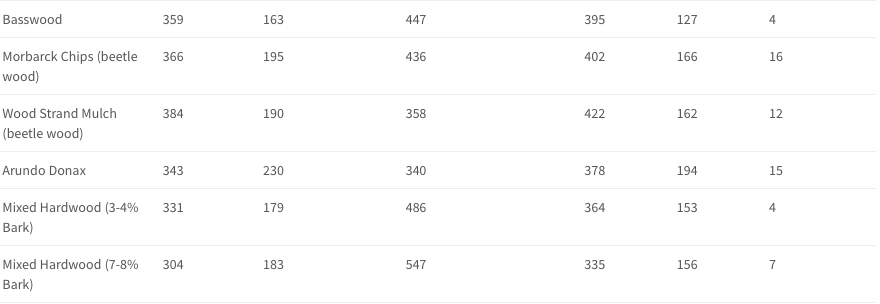 Basswood 359 163 447 395 127 4
Morbarck Chips (beetle 366 195 436 402 166 16
wood)
Wood Strand Mulch 384 190 358 422 162 12
(beetle wood)
Arundo Donax 343 230 340 378 194 15
Mixed Hardwood (3-4% 331 179 486 364 153 4
Bark)
Mixed Hardwood (7-8% 304 183 547 335 156 7
Bark)